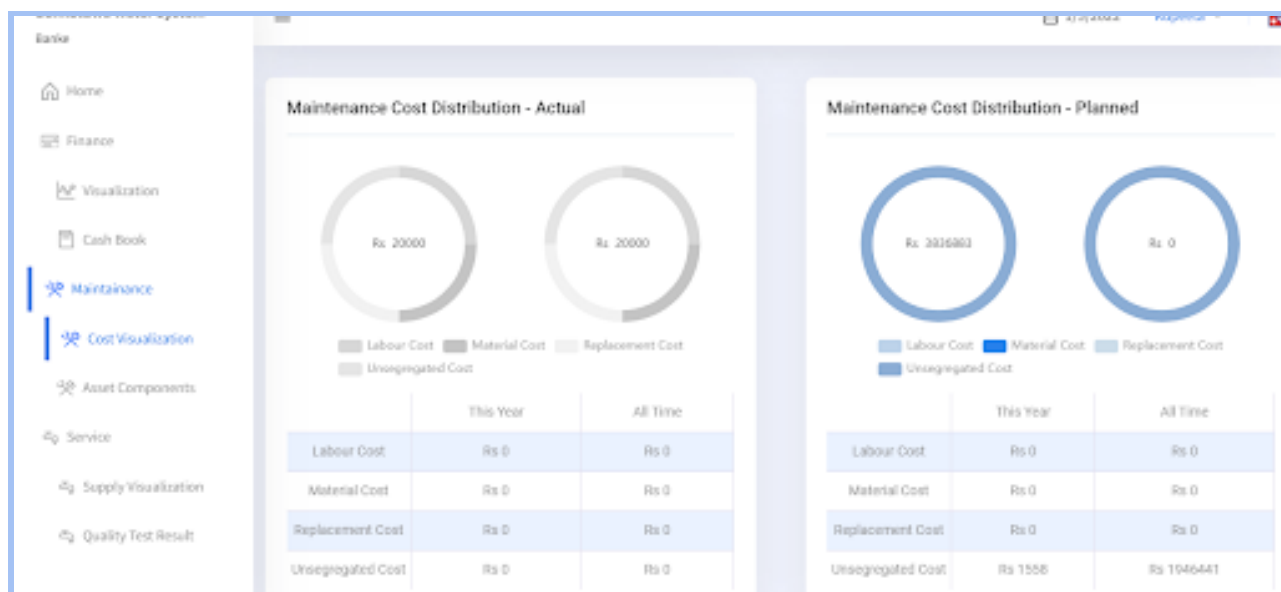 Banke
Home
Finance
Visualization
Cash Book
Maintainance
Cost Visualization
Asset Components
Service
Supply Visualization
Quality Test Result
Maintenance Cost Distribution - Actual
Rs 20000
Rs 20000
Labour Cost Material Cost Replacement Cost
Unsegregated Cost
This Year All Time
Labour Cost Rs 0 Rs 0
Material Cost Rs 0 Rs 0
Replacement Cost Rs 0 Rs 0
Unsegregated Cost Rs 0 Rs 0
Maintenance Cost Distribution - Planned
Rs
Rs 0
Labour Cost Material Cost Replacement Cost
Unsegregated Cost
This Year All Time
Labour Cost Rs 0 Rs 0
Material Cost Rs 0 Rs 0
Replacement Cost Rs 0 Rs 0
Unsegregated Cost Rs 1558 Rs 1946441